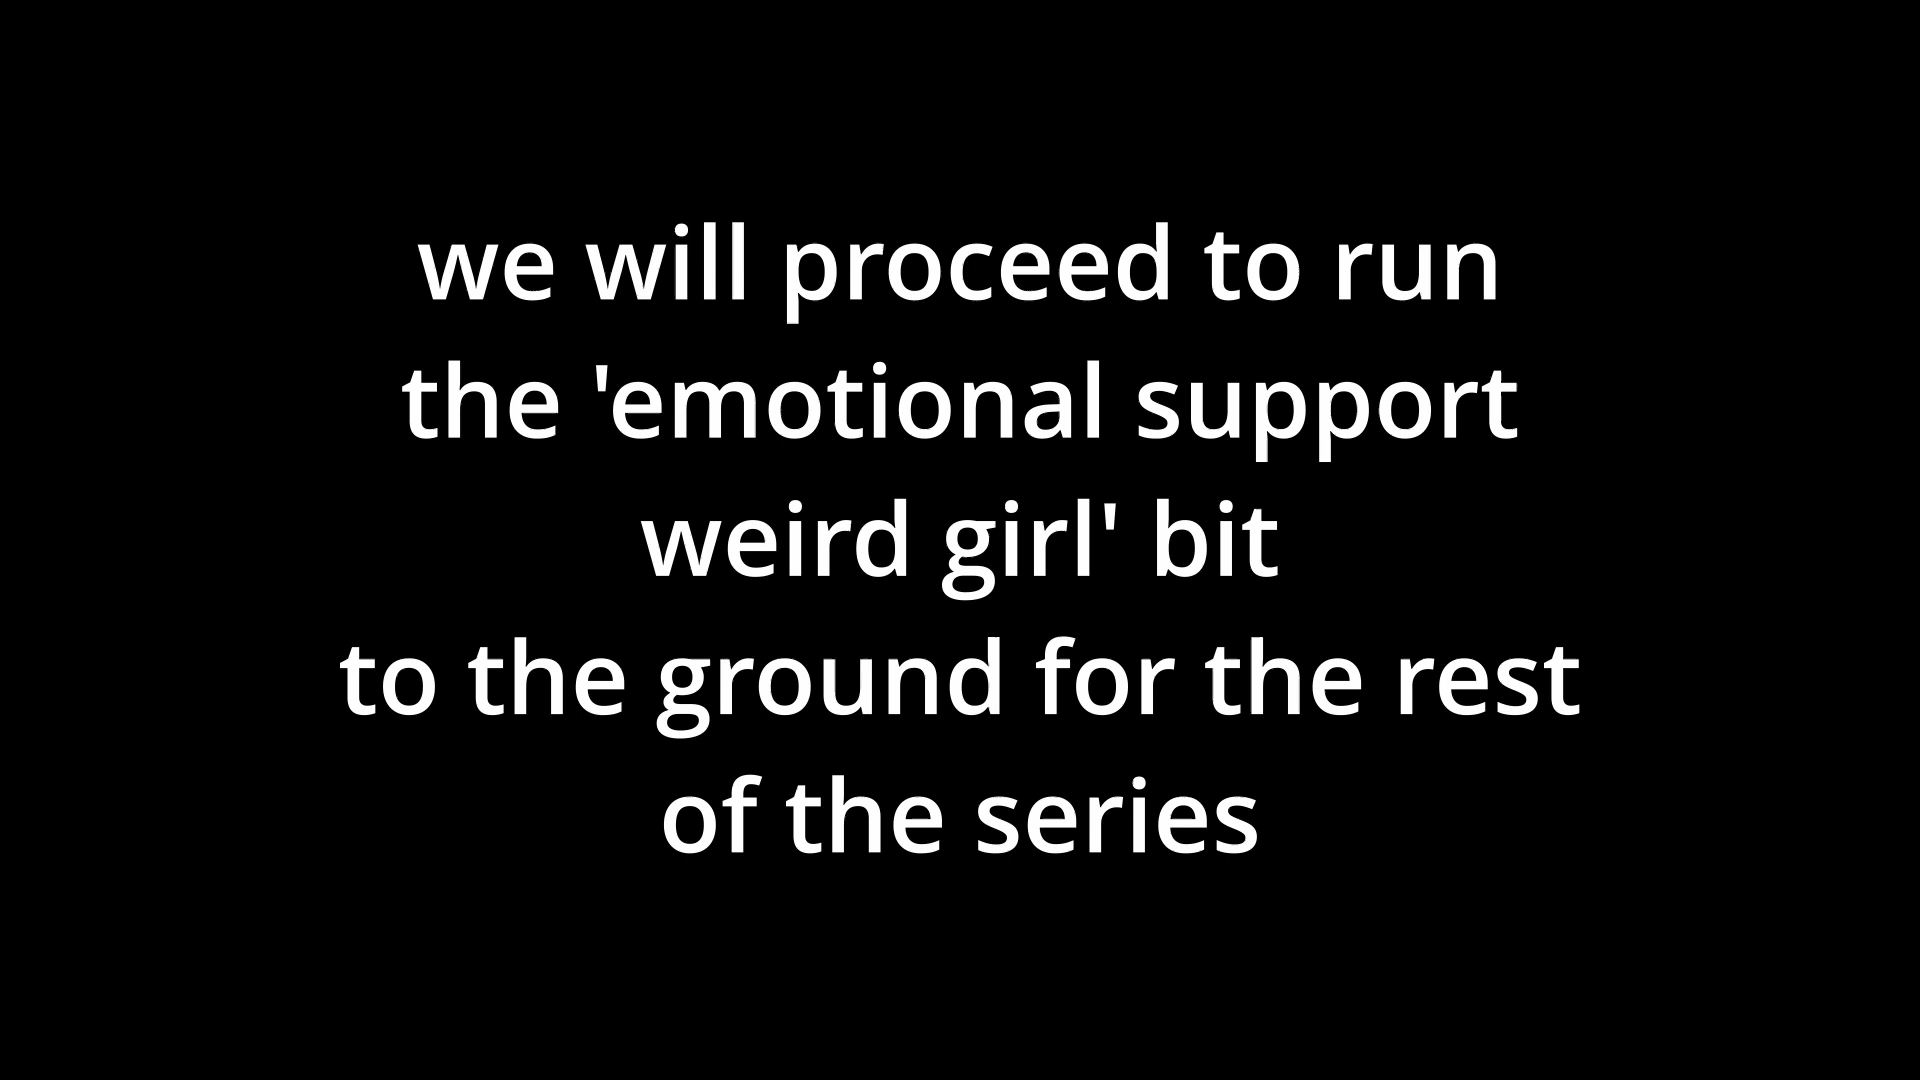 we will proceed to run
the 'emotional support
weird girl' bit
to the ground for the rest
of the series